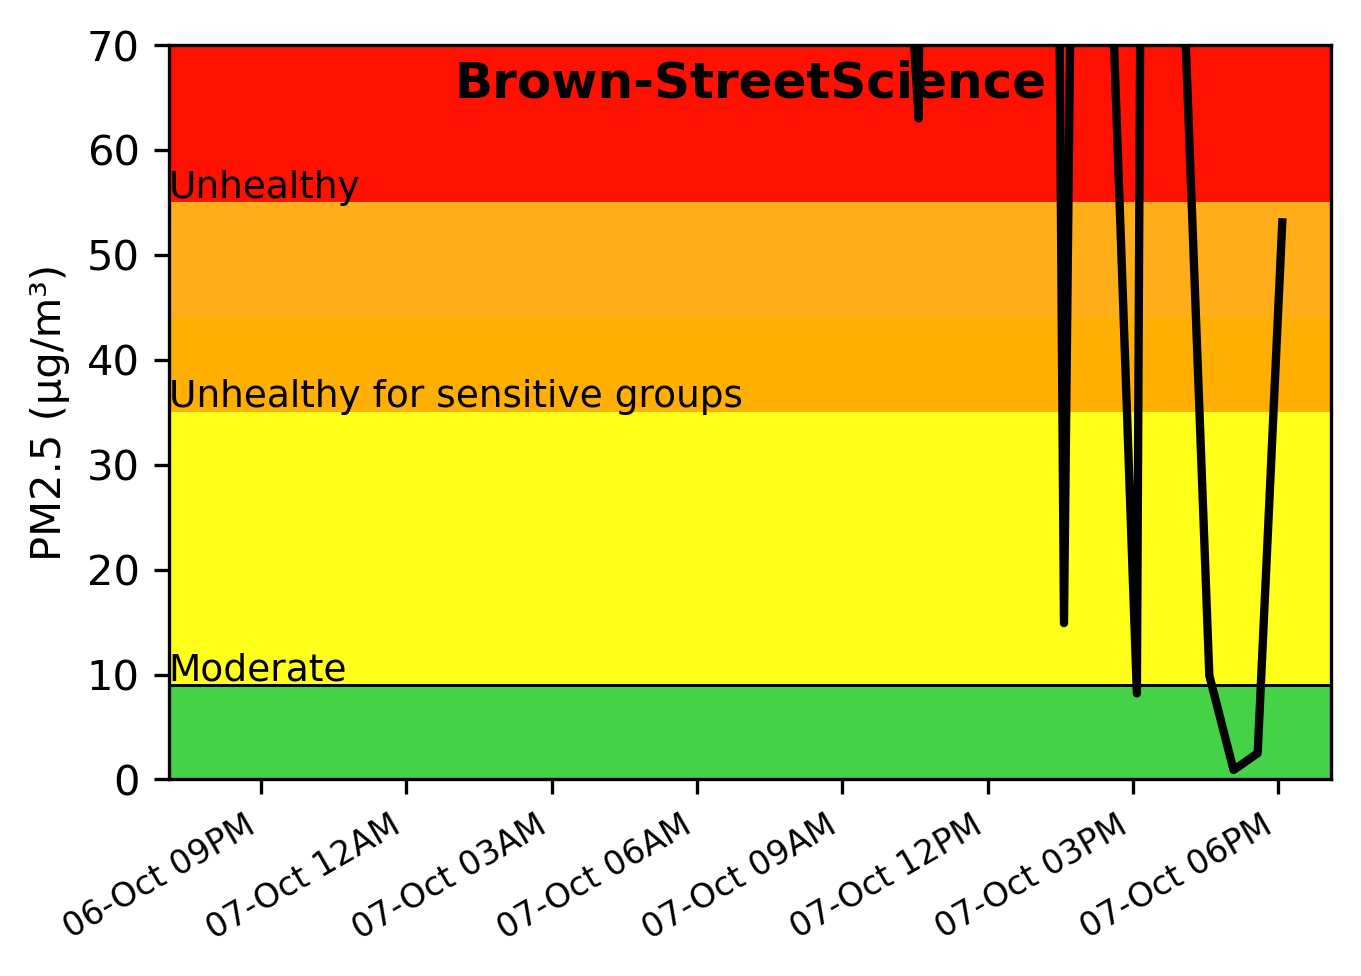 Brown-StreetScience
PM2.5 (µg/m³)
70
60
50
40
30
20
10
0
Unhealthy
Unhealthy for sensitive groups
Moderate
06-Oct 09PM
07-Oct 12AM
07-Oct 03AM
07-Oct 06AM
07-Oct 09AM
07-Oct 12PM
07-Oct 03PM
07-Oct 06PM